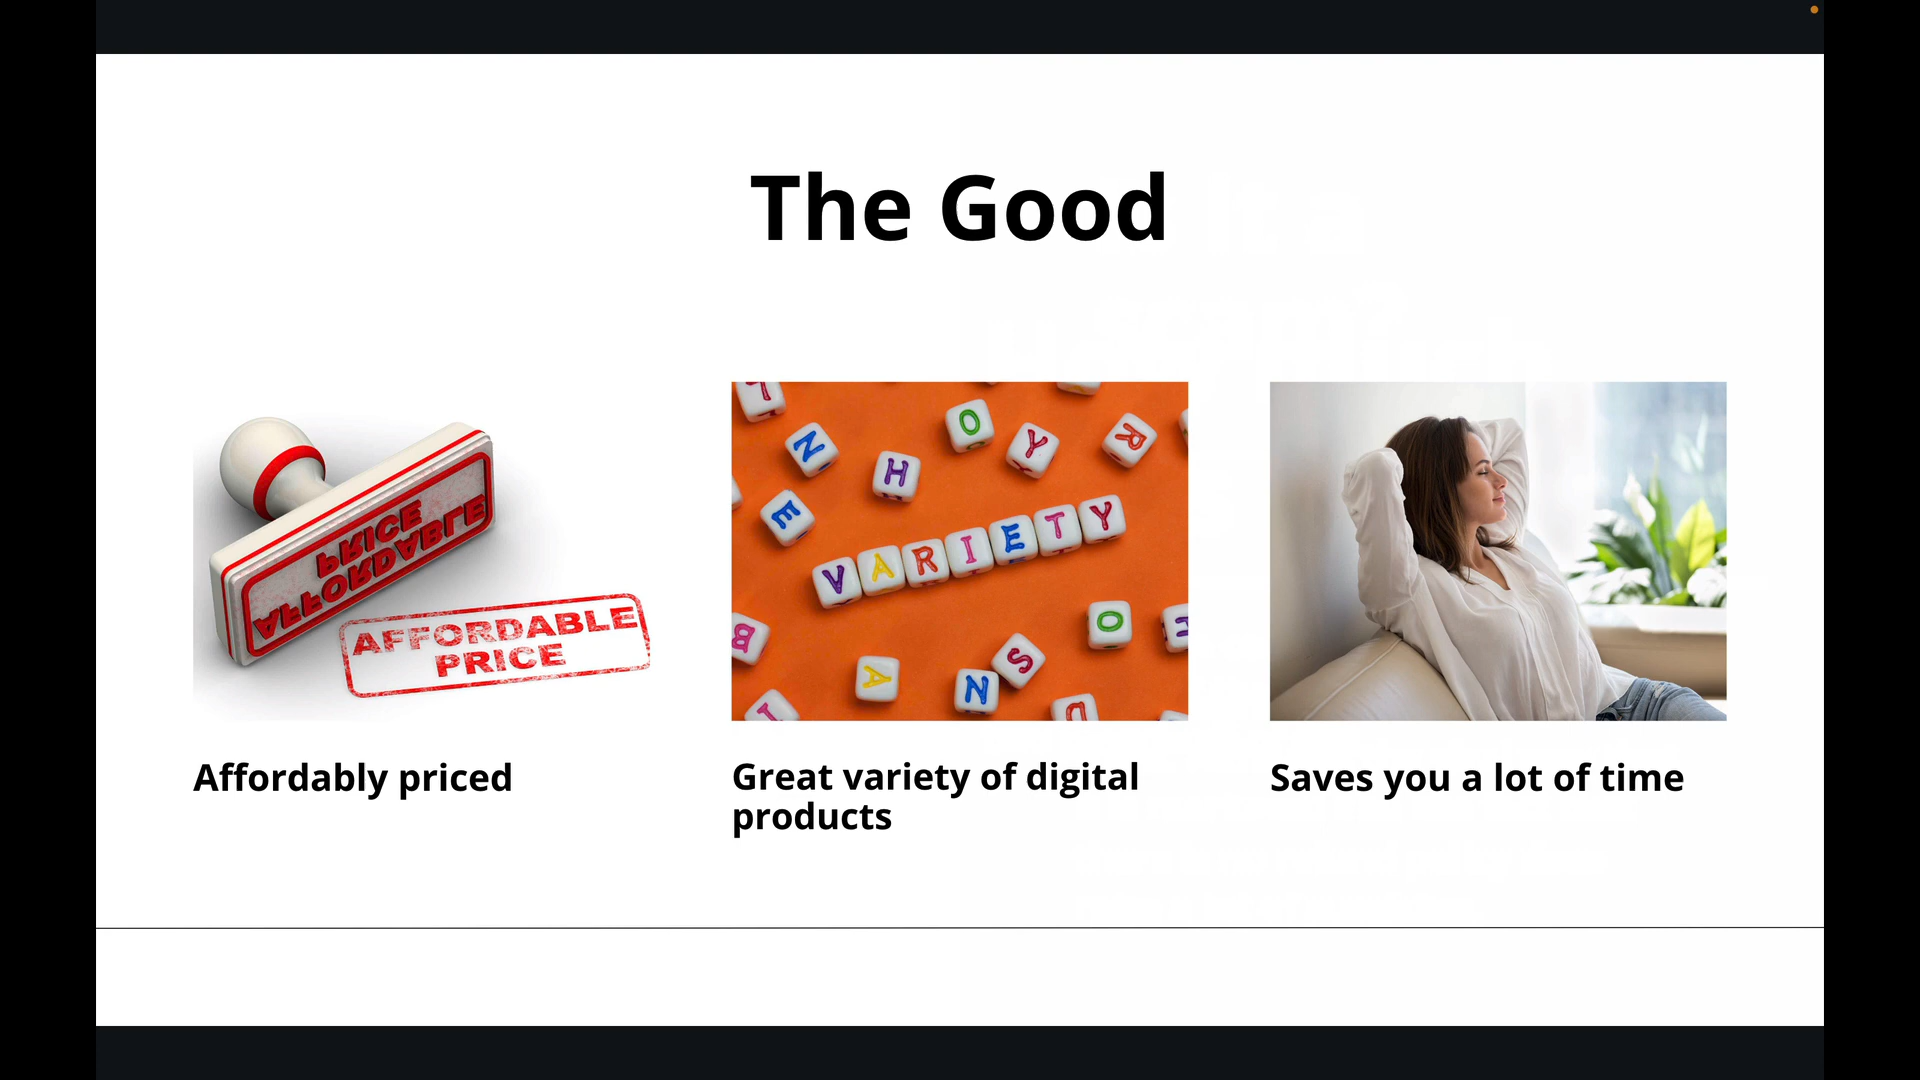 The Good
PRICE
AFFORDABLE
AFFORDABLE
PRICE
L
N
H
O
Y
R
E
VARIETY
B
A
N
S
O
I
Affordably priced
Great variety of digital
products
Saves you a lot of time